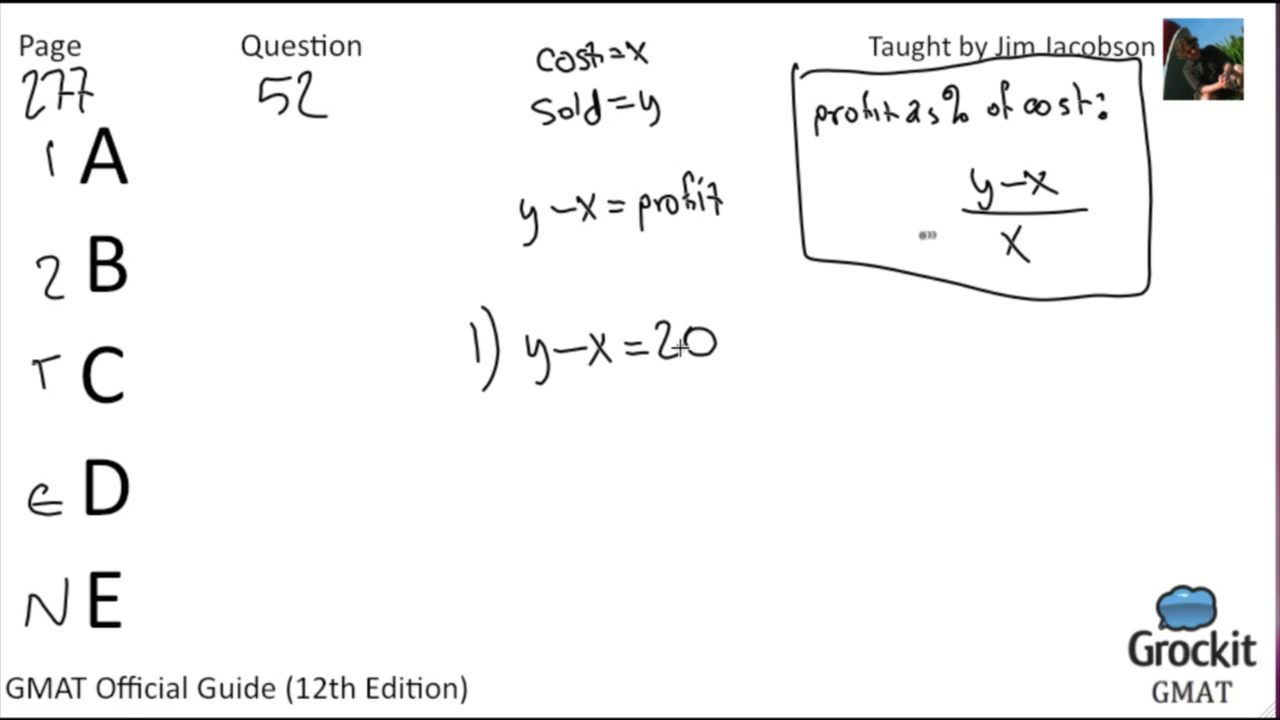 Page
Question
Taught by Jim Jacobson
277
52
cost=x
sold=y
y-x=profit
profit as % of cost:
y-x
x
1 A
2 B
T C
E D
N E
1) y-x=20
Grockit
GMAT
GMAT Official Guide (12th Edition)